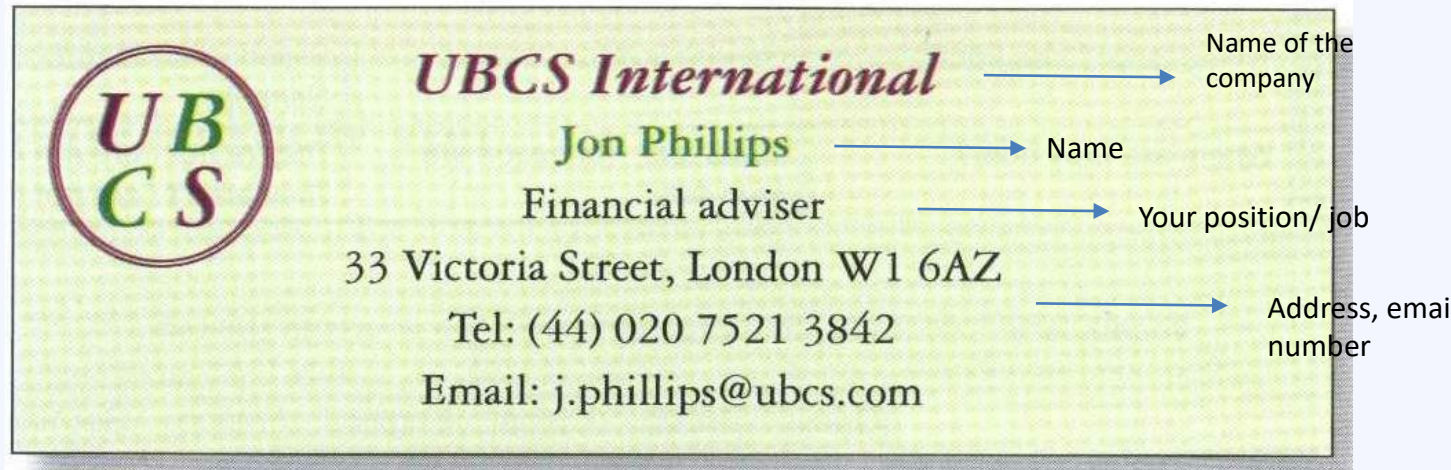 UB
CS
UBCS International
Jon Phillips
Financial adviser
33 Victoria Street, London W1 6AZ
Tel: (44) 020 7521 3842
Email: j.phillips@ubcs.com
Name of the
company
Name
Your position/ job
Address, emai
number